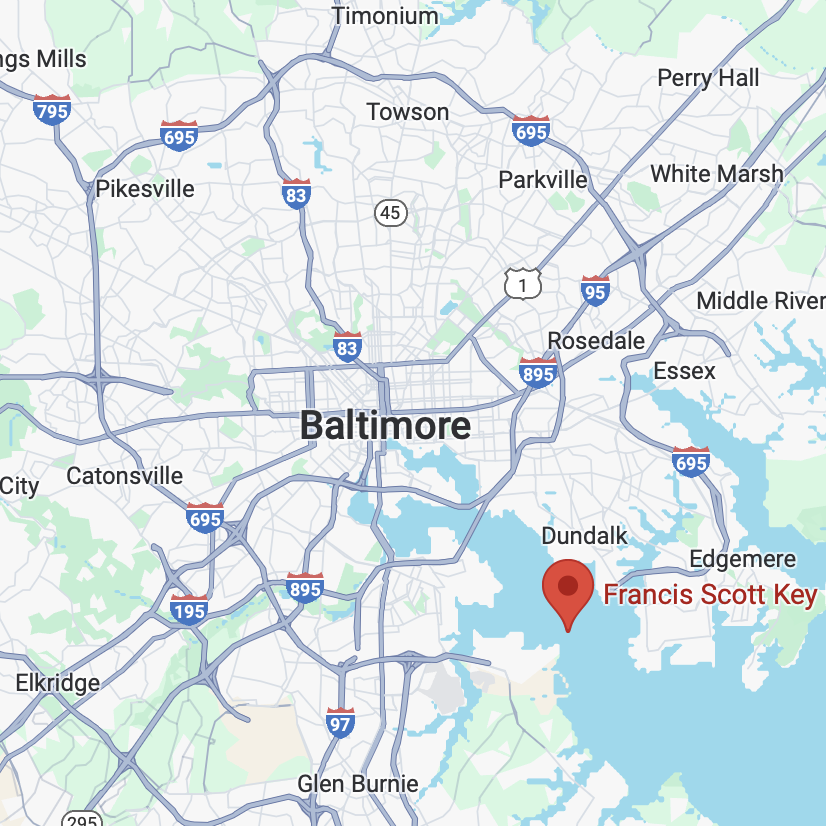 Timonium
ngs Mills
Perry Hall
795
Towson
695
695
Parkville
White Marsh
Pikesville
83
45
1
95
Middle River
83
Rosedale
895
Essex
Baltimore
695
Catonsville
City
695
Dundalk
Edgemere
895
Francis Scott Key
195
Elkridge
97
Glen Burnie
295